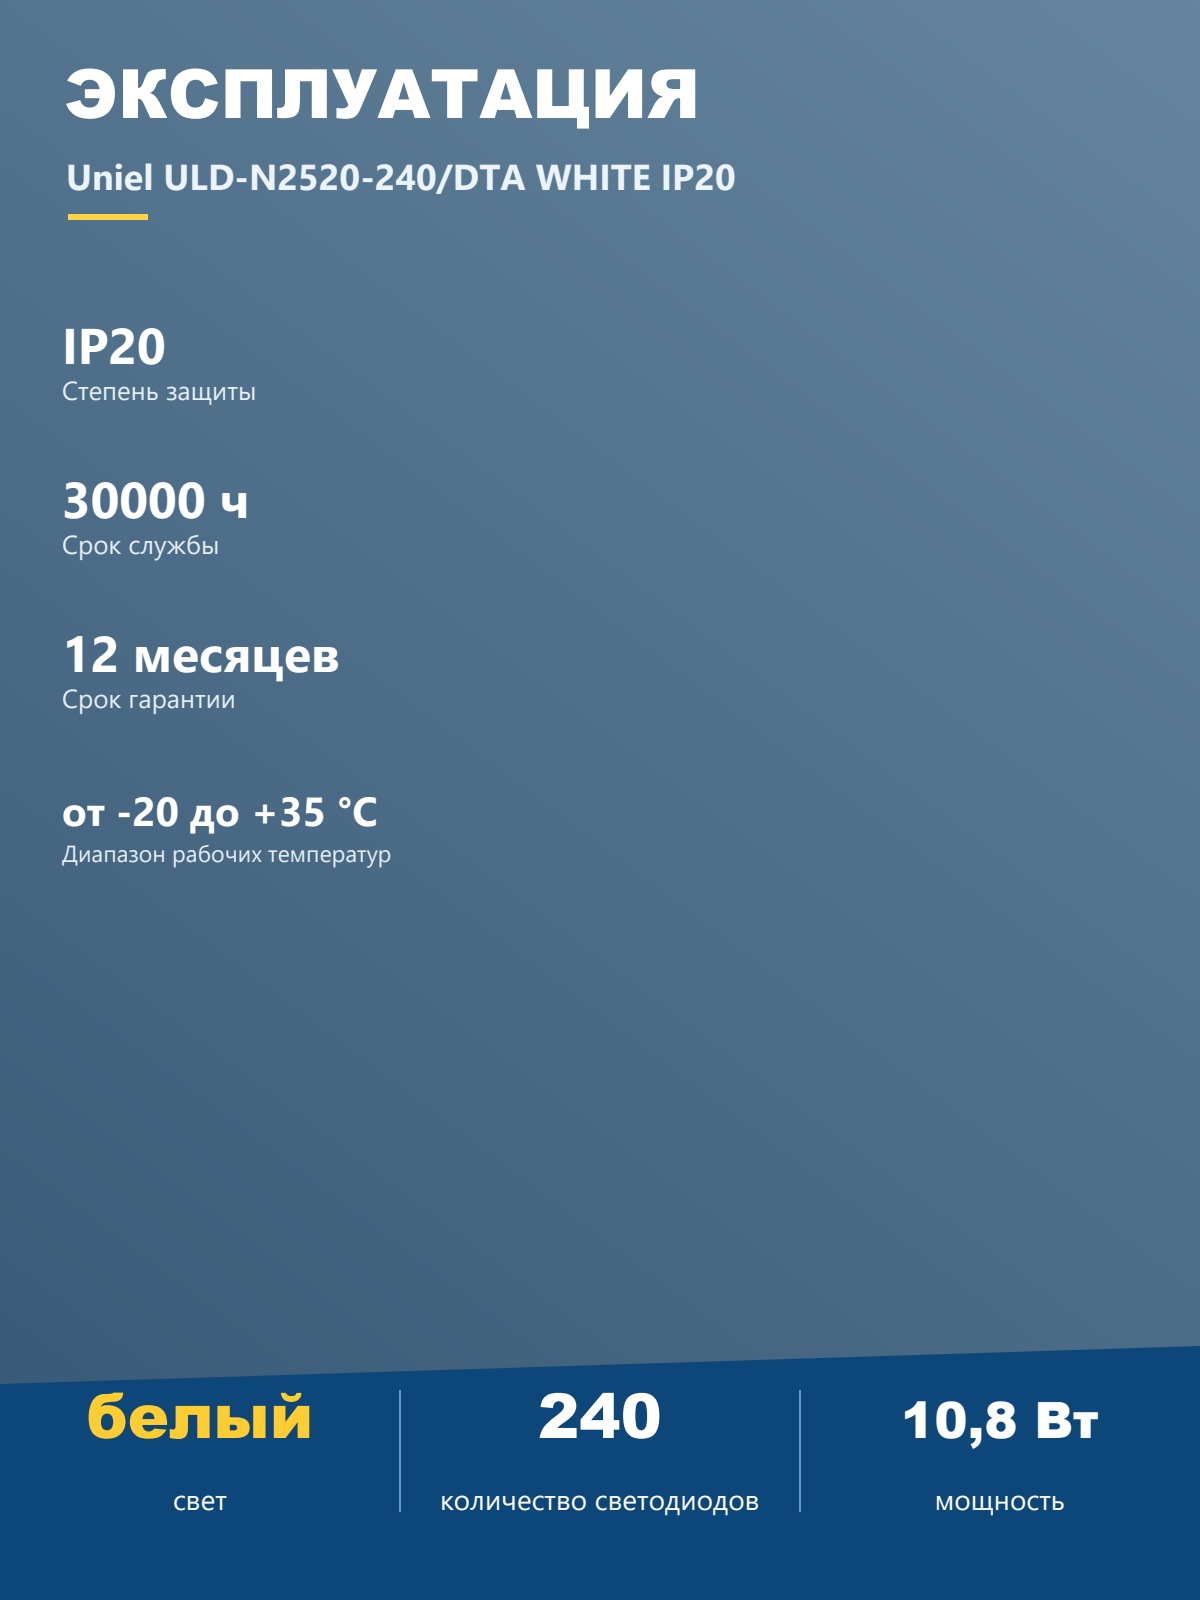 ЭКСПЛУАТАЦИЯ
Uniel ULD-N2520-240/DTA WHITE IP20
IP20
Степень защиты
30000 ч
Срок службы
12 месяцев
Срок гарантии
от -20 до +35 °C
Диапазон рабочих температур
белый
свет
240
количество светодиодов
10,8 Вт
мощность